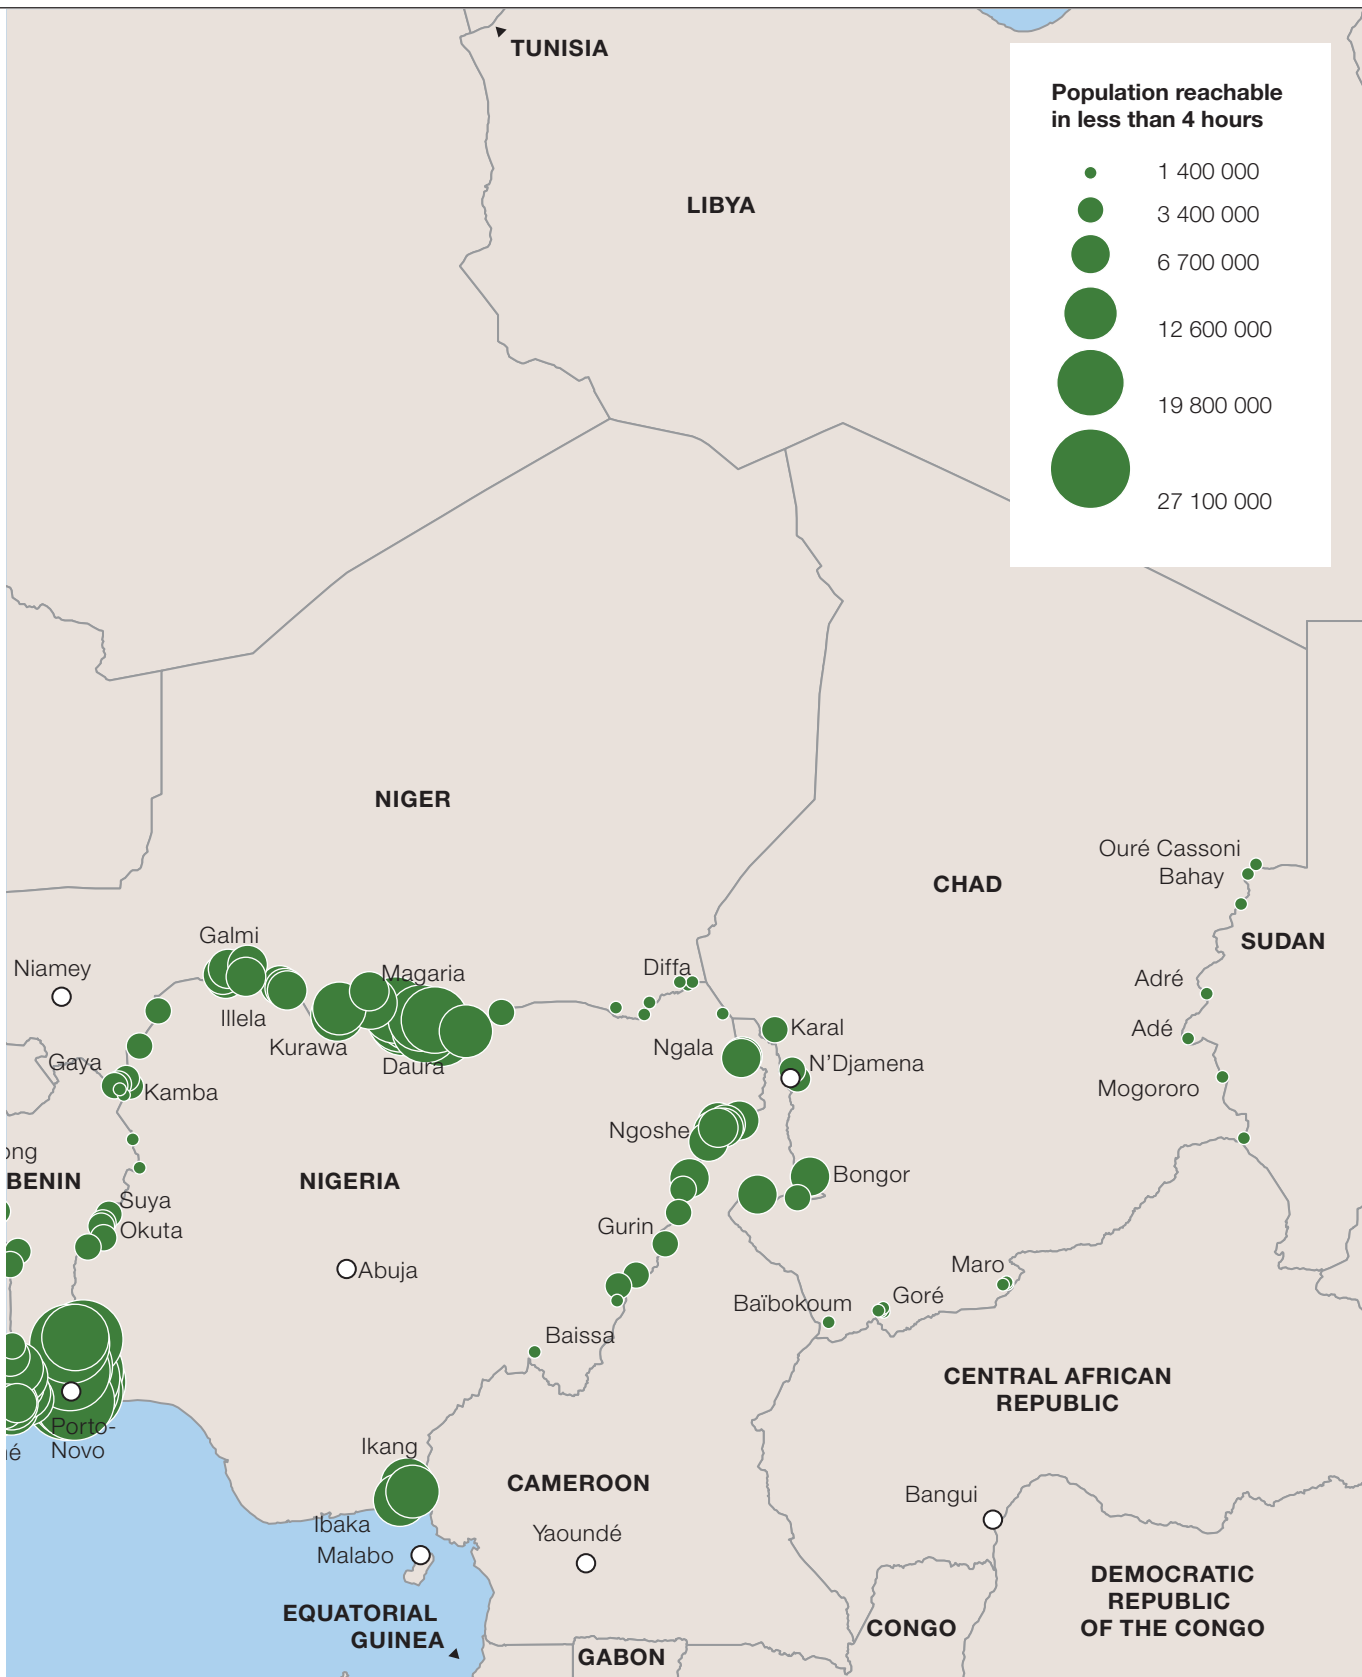 TUNISIA
Population reachable
in less than 4 hours
1 400 000
3 400 000
6 700 000
12 600 000
19 800 000
27 100 000
LIBYA
NIGER
CHAD
Ouré Cassoni
Bahay
SUDAN
Galmi
Niamey
Magaria
Diffa
Adré
Illela
Kurawa
Daura
Karal
Ngala
N'Djamena
Adé
Gaya
Kamba
Mogororo
Ngoshe
ong
BENIN
NIGERIA
Bongor
Suya
Okuta
Gurin
Abuja
Maro
Baïbokoum
Goré
Baissa
CENTRAL AFRICAN
REPUBLIC
Porto-
Novo
é
Ikang
CAMEROON
Bangui
Ibaka
Malabo
Yaoundé
DEMOCRATIC
REPUBLIC
OF THE CONGO
EQUATORIAL
GUINEA
CONGO
GABON